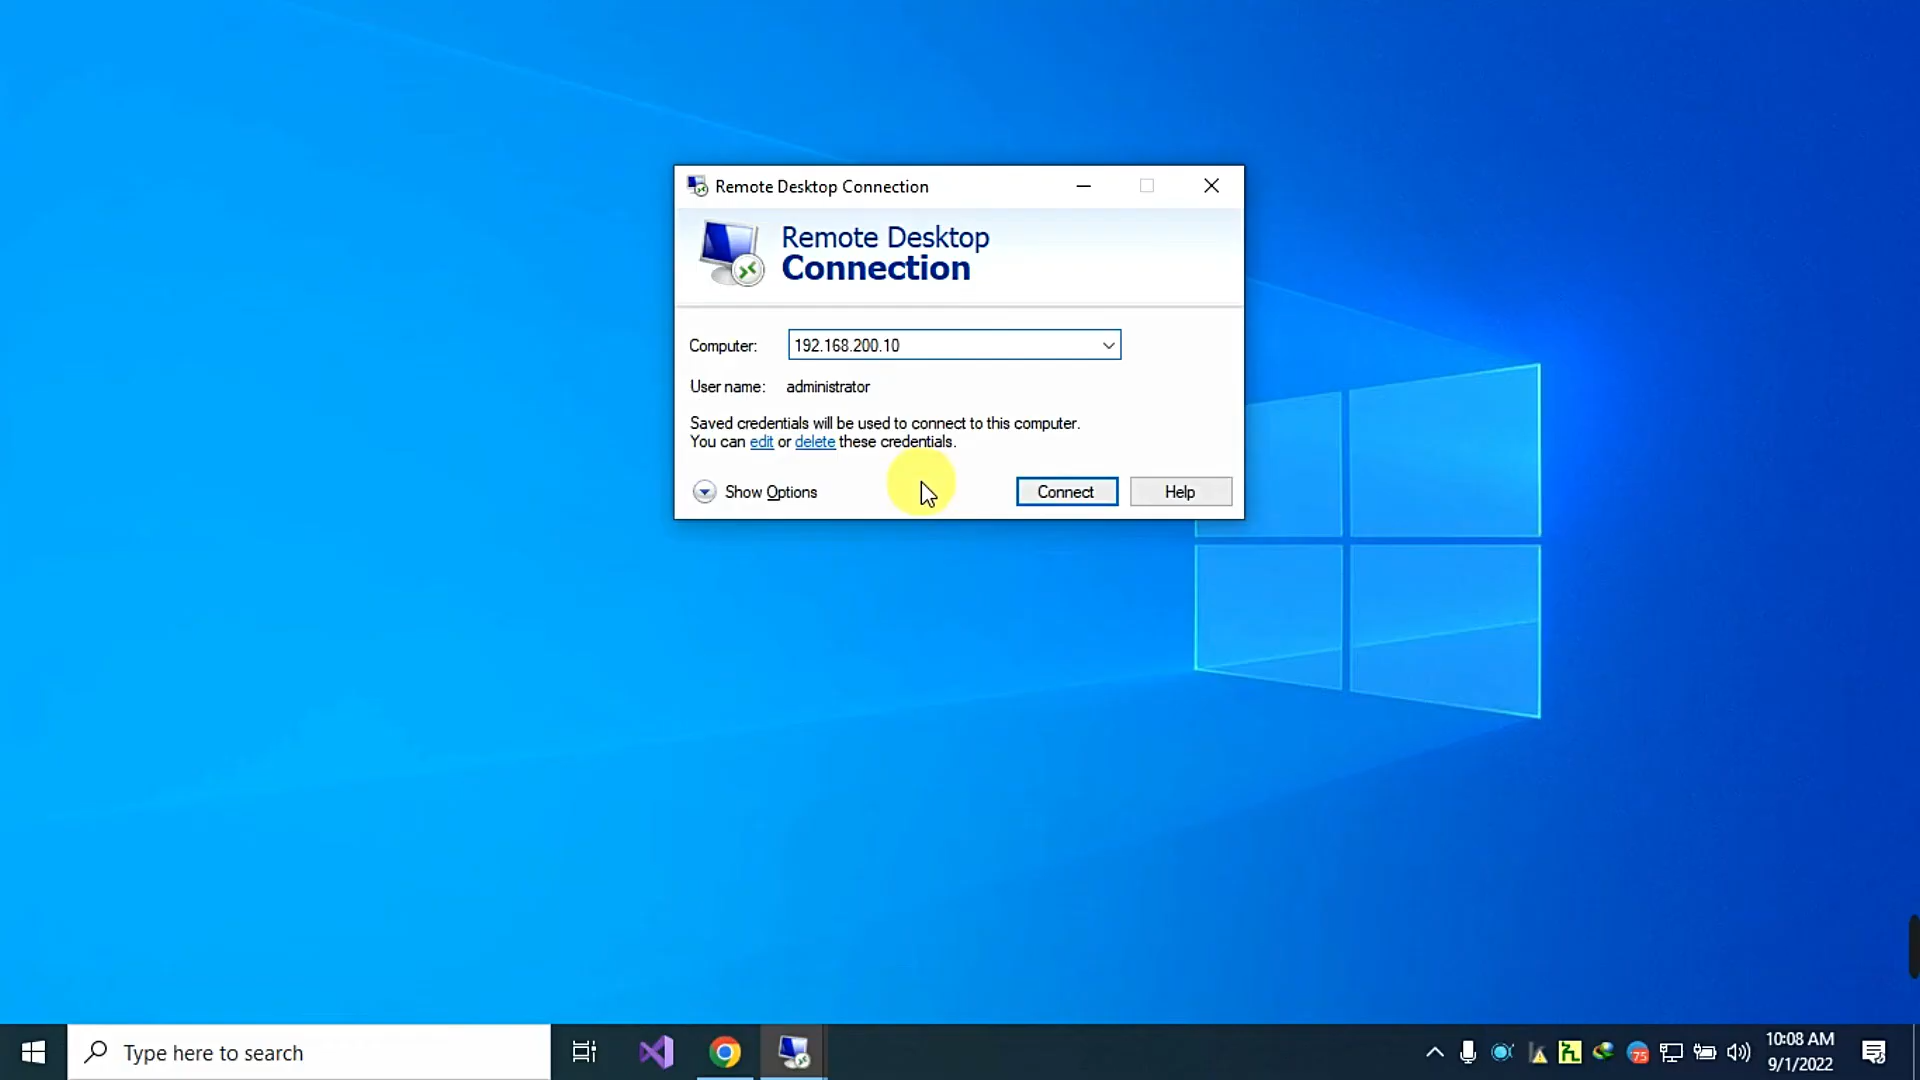 Remote Desktop Connection
Remote Desktop
Connection
Computer: 192.168.200.10
User name: administrator
Saved credentials will be used to connect to this computer.
You can edit or delete these credentials.
Show Options Connect Help
Type here to search
75
10:08 AM
9/1/2022